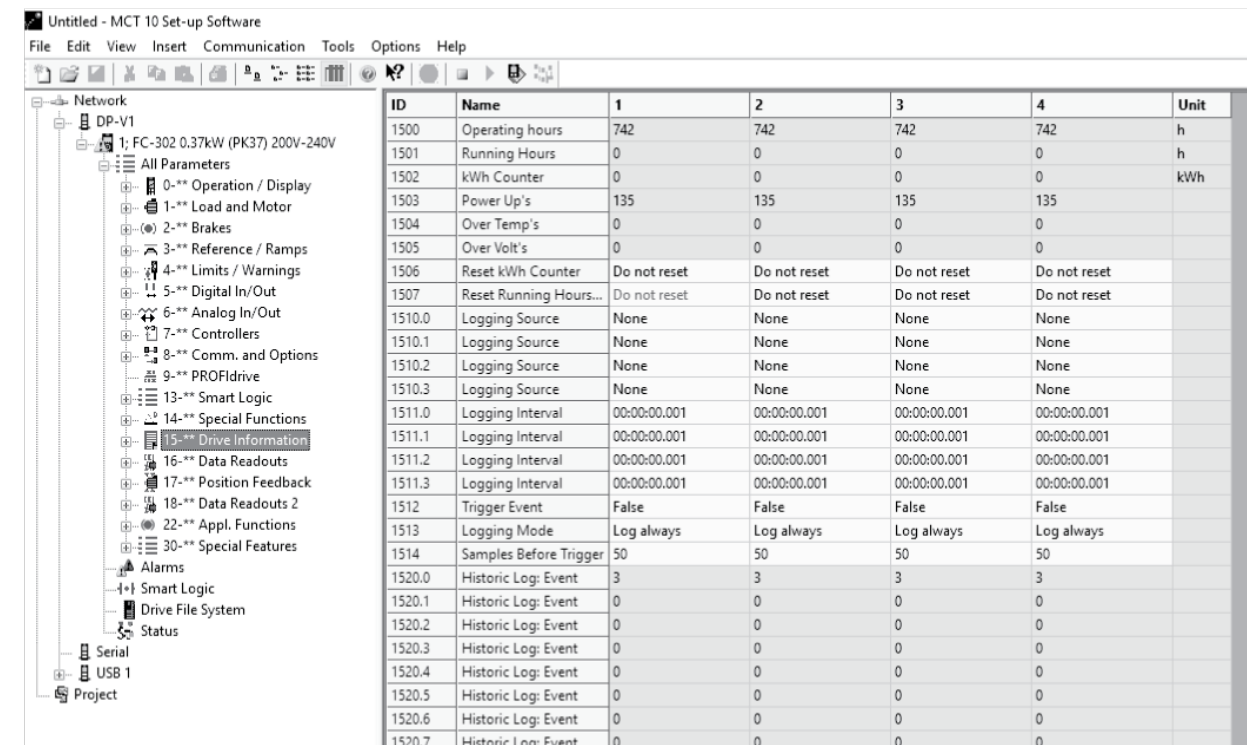 Untitled - MCT 10 Set-up Software
File Edit View Insert Communication Tools Options Help
Network
DP-V1
1; FC-302 0.37kW (PK37) 200V-240V
All Parameters
0-** Operation / Display
1-** Load and Motor
2-** Brakes
3-** Reference / Ramps
4-** Limits / Warnings
5-** Digital In/Out
6-** Analog In/Out
7-** Controllers
8-** Comm. and Options
9-** PROFIdrive
13-** Smart Logic
14-** Special Functions
15-** Drive Information
16-** Data Readouts
17-** Position Feedback
18-** Data Readouts 2
22-** Appl. Functions
30-** Special Features
Alarms
Smart Logic
Drive File System
Status
Serial
USB 1
Project
ID Name 1 2 3 4 Unit
1500 Operating hours 742 742 742 742 h
1501 Running Hours 0 0 0 0 h
1502 kWh Counter 0 0 0 0 kWh
1503 Power Up's 135 135 135 135
1504 Over Temp's 0 0 0 0
1505 Over Volt's 0 0 0 0
1506 Reset kWh Counter Do not reset Do not reset Do not reset Do not reset
1507 Reset Running Hours... Do not reset Do not reset Do not reset Do not reset
1510.0 Logging Source None None None None
1510.1 Logging Source None None None None
1510.2 Logging Source None None None None
1510.3 Logging Source None None None None
1511.0 Logging Interval 00:00:00.001 00:00:00.001 00:00:00.001 00:00:00.001
1511.1 Logging Interval 00:00:00.001 00:00:00.001 00:00:00.001 00:00:00.001
1511.2 Logging Interval 00:00:00.001 00:00:00.001 00:00:00.001 00:00:00.001
1511.3 Logging Interval 00:00:00.001 00:00:00.001 00:00:00.001 00:00:00.001
1512 Trigger Event False False False False
1513 Logging Mode Log always Log always Log always Log always
1514 Samples Before Trigger 50 50 50 50
1520.0 Historic Log: Event 3 3 3 3
1520.1 Historic Log: Event 0 0 0 0
1520.2 Historic Log: Event 0 0 0 0
1520.3 Historic Log: Event 0 0 0 0
1520.4 Historic Log: Event 0 0 0 0
1520.5 Historic Log: Event 0 0 0 0
1520.6 Historic Log: Event 0 0 0 0
1520.7 Historic Log: Event 0 0 0 0